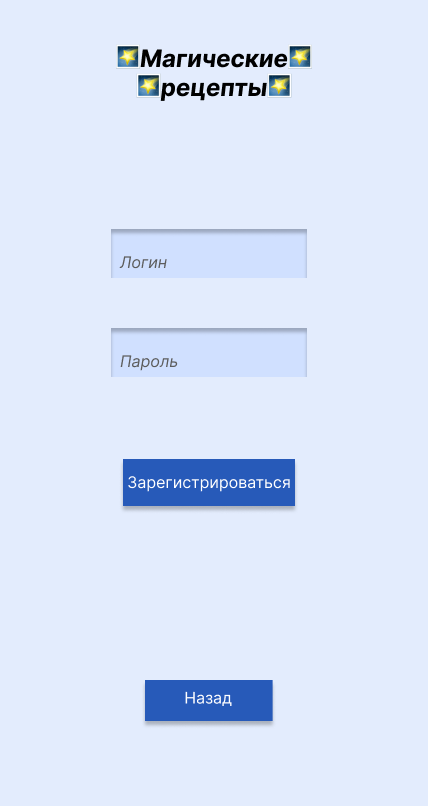 Магические
рецепты
Логин
Пароль
Зарегистрироваться
Назад